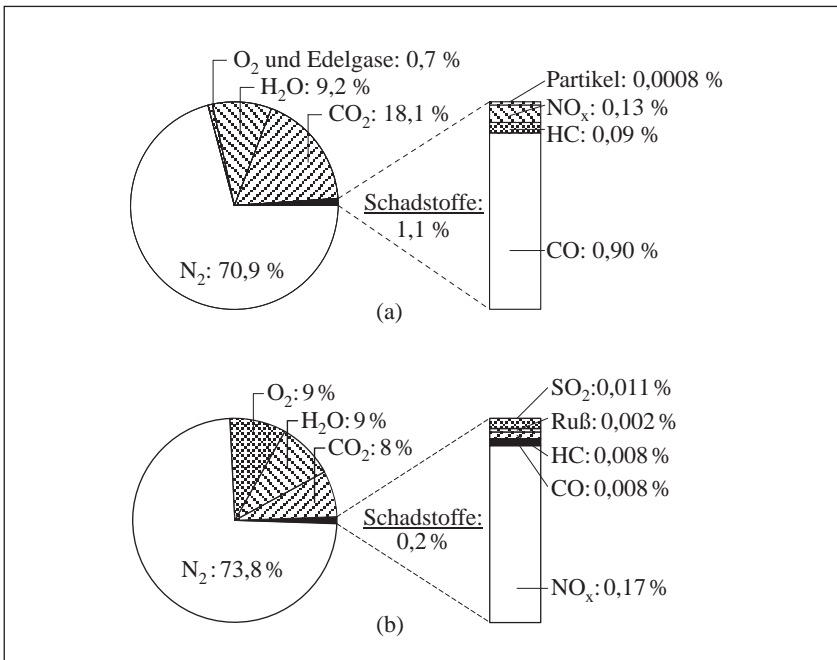 O₂ und Edelgase: 0,7 %
H₂O: 9,2 %
CO₂: 18,1 %
N₂: 70,9 %
Schadstoffe:
1,1 %
Partikel: 0,0008 %
NOₓ: 0,13 %
HC: 0,09 %
CO: 0,90 %
(a)
O₂: 9 %
H₂O: 9 %
CO₂: 8 %
N₂: 73,8 %
Schadstoffe:
0,2 %
SO₂:0,011 %
Ruß: 0,002 %
HC: 0,008 %
CO: 0,008 %
NOₓ: 0,17 %
(b)